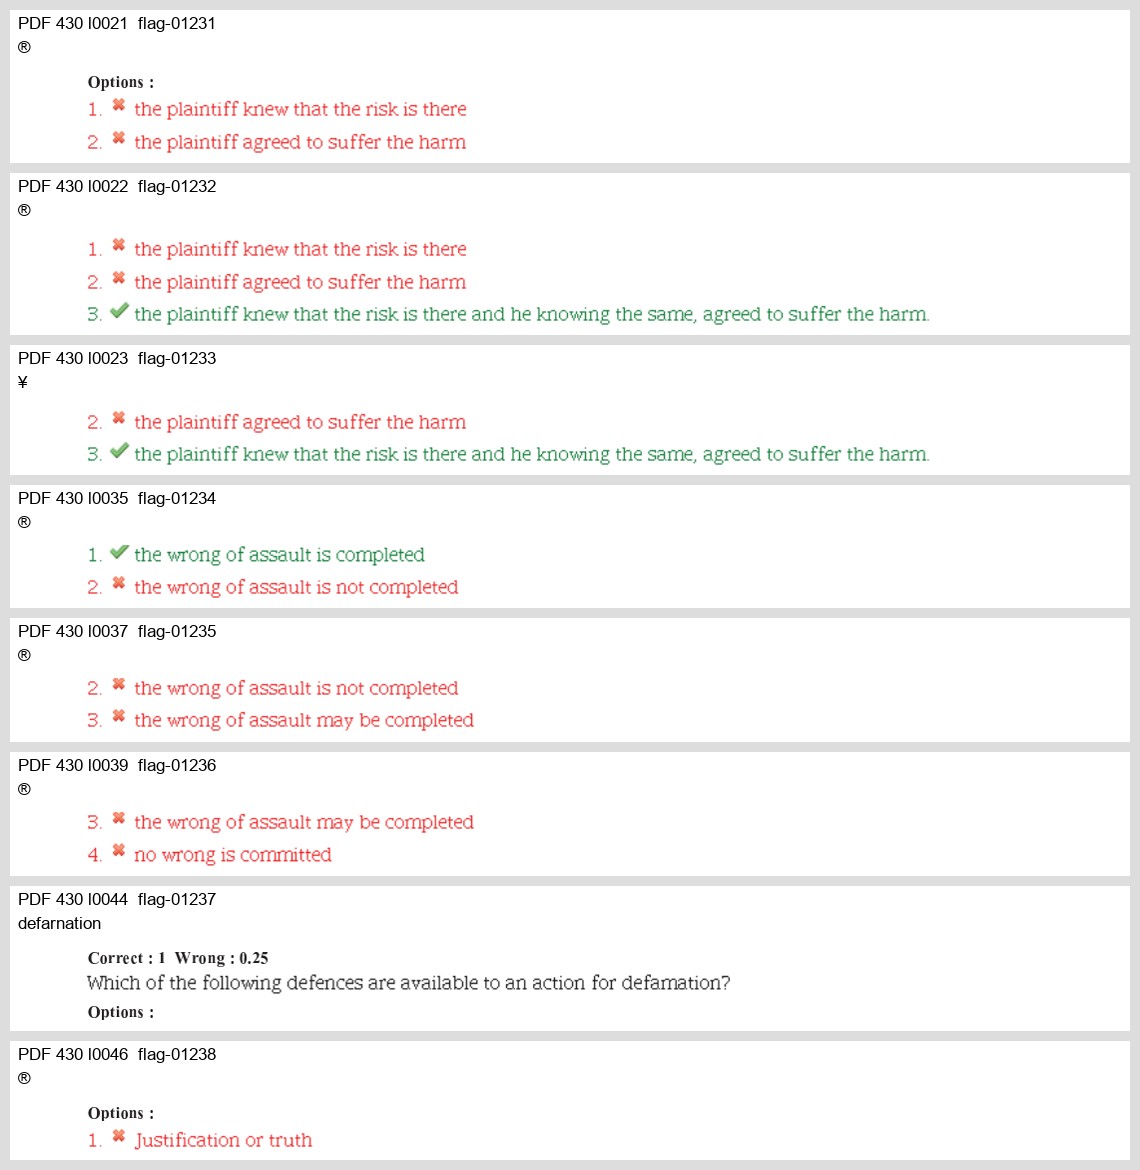 PDF 430 l0021 flag-01231
®
Options :
1. ✖ the plaintiff knew that the risk is there
2. ✖ the plaintiff agreed to suffer the harm
PDF 430 l0022 flag-01232
®
1. ✖ the plaintiff knew that the risk is there
2. ✖ the plaintiff agreed to suffer the harm
3. ✔ the plaintiff knew that the risk is there and he knowing the same, agreed to suffer the harm.
PDF 430 l0023 flag-01233
¥
2. ✖ the plaintiff agreed to suffer the harm
3. ✔ the plaintiff knew that the risk is there and he knowing the same, agreed to suffer the harm.
PDF 430 l0035 flag-01234
®
1. ✔ the wrong of assault is completed
2. ✖ the wrong of assault is not completed
PDF 430 l0037 flag-01235
®
2. ✖ the wrong of assault is not completed
3. ✖ the wrong of assault may be completed
PDF 430 l0039 flag-01236
®
3. ✖ the wrong of assault may be completed
4. ✖ no wrong is committed
PDF 430 l0044 flag-01237
defarnation
Correct : 1 Wrong : 0.25
Which of the following defences are available to an action for defamation?
Options :
PDF 430 l0046 flag-01238
®
Options :
1. ✖ Justification or truth